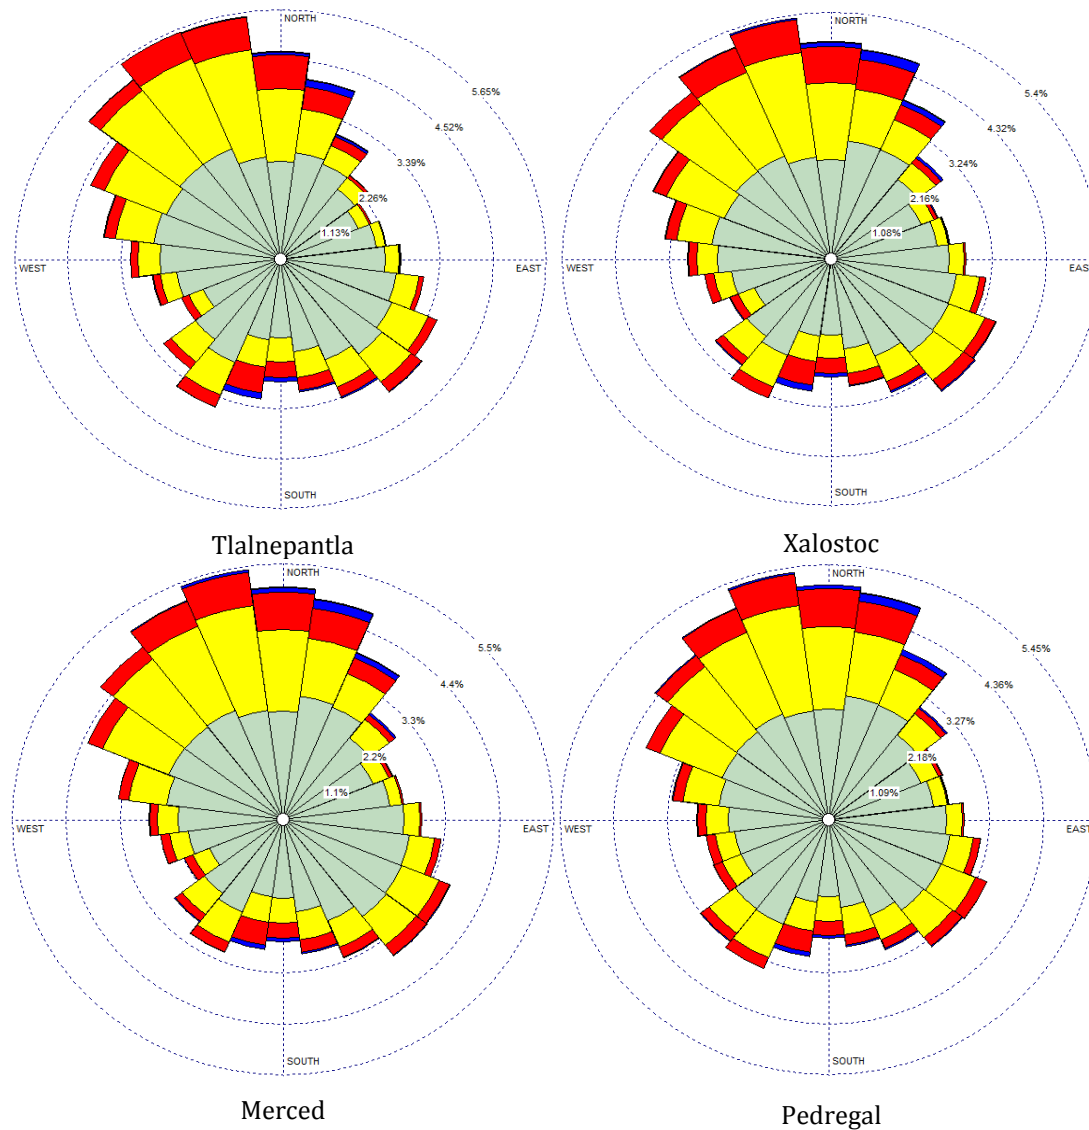 NORTH
5.65%
4.52%
3.39%
2.26%
1.13%
WEST
EAST
SOUTH
Tlalnepantla
NORTH
5.4%
4.32%
3.24%
2.16%
1.08%
WEST
EAST
SOUTH
Xalostoc
NORTH
5.5%
4.4%
3.3%
2.2%
1.1%
WEST
EAST
SOUTH
Merced
NORTH
5.45%
4.36%
3.27%
2.18%
1.09%
WEST
EAST
SOUTH
Pedregal